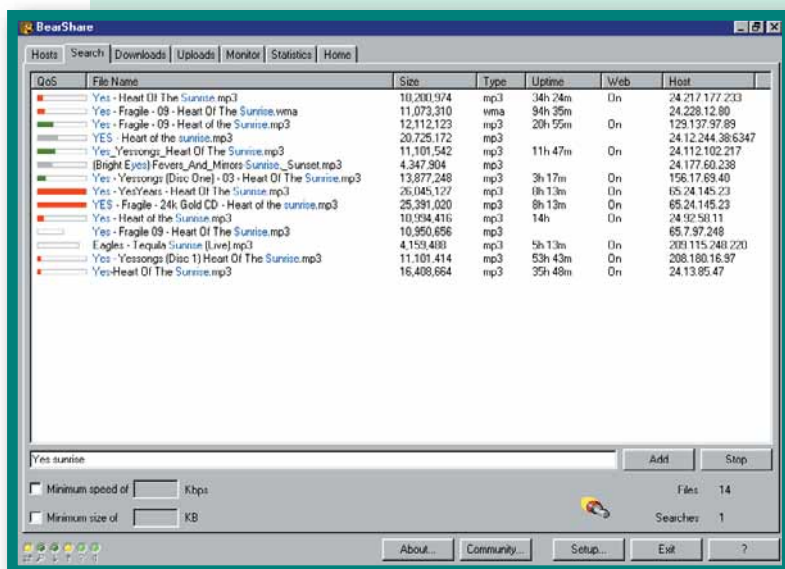 BearShare
Hosts Search Downloads Uploads Monitor Statistics Home
QoS File Name Size Type Uptime Web Host
Yes - Heart Of The Sunrise.mp3 10,200,974 mp3 34h 24m On 24.217.177.233
Yes - Fragile - 09 - Heart Of The Sunrise.wma 11,073,310 wma 94h 35m 24.228.12.80
Yes - Fragile - 09 - Heart of the Sunrise.mp3 12,112,123 mp3 20h 55m On 129.137.97.89
YES - Heart of the sunrise.mp3 20,725,172 mp3 24.12.244.38:6347
Yes_Yessongs_Heart Of The Sunrise.mp3 11,101,542 mp3 11h 47m On 24.112.102.217
(Bright Eyes) Fevers_And_Mirrors-Sunrise,_Sunset.mp3 4,347,904 mp3 24.177.60.238
Yes - Yessongs (Disc One) - 03 - Heart Of The Sunrise.mp3 13,877,248 mp3 3h 17m On 156.17.69.40
Yes - YesYears - Heart Of The Sunrise.mp3 26,045,127 mp3 8h 13m On 65.24.145.23
YES - Fragile - 24k Gold CD - Heart of the sunrise.mp3 25,391,020 mp3 8h 13m On 65.24.145.23
Yes - Heart of the Sunrise.mp3 10,994,416 mp3 14h On 24.92.58.11
Yes - Fragile 09 - Heart Of The Sunrise.mp3 10,950,656 mp3 65.7.97.248
Eagles - Tequila Sunrise (Live).mp3 4,159,488 mp3 5h 13m On 209.115.248.220
Yes - Yessongs (Disc 1) Heart Of The Sunrise.mp3 11,101,414 mp3 53h 43m On 208.180.16.97
Yes-Heart Of The Sunrise.mp3 16,408,664 mp3 35h 48m On 24.13.85.47
Yes sunrise Add Stop
Minimum speed of Kbps Files 14
Minimum size of KB Searches 1
About... Community... Setup... Exit ?